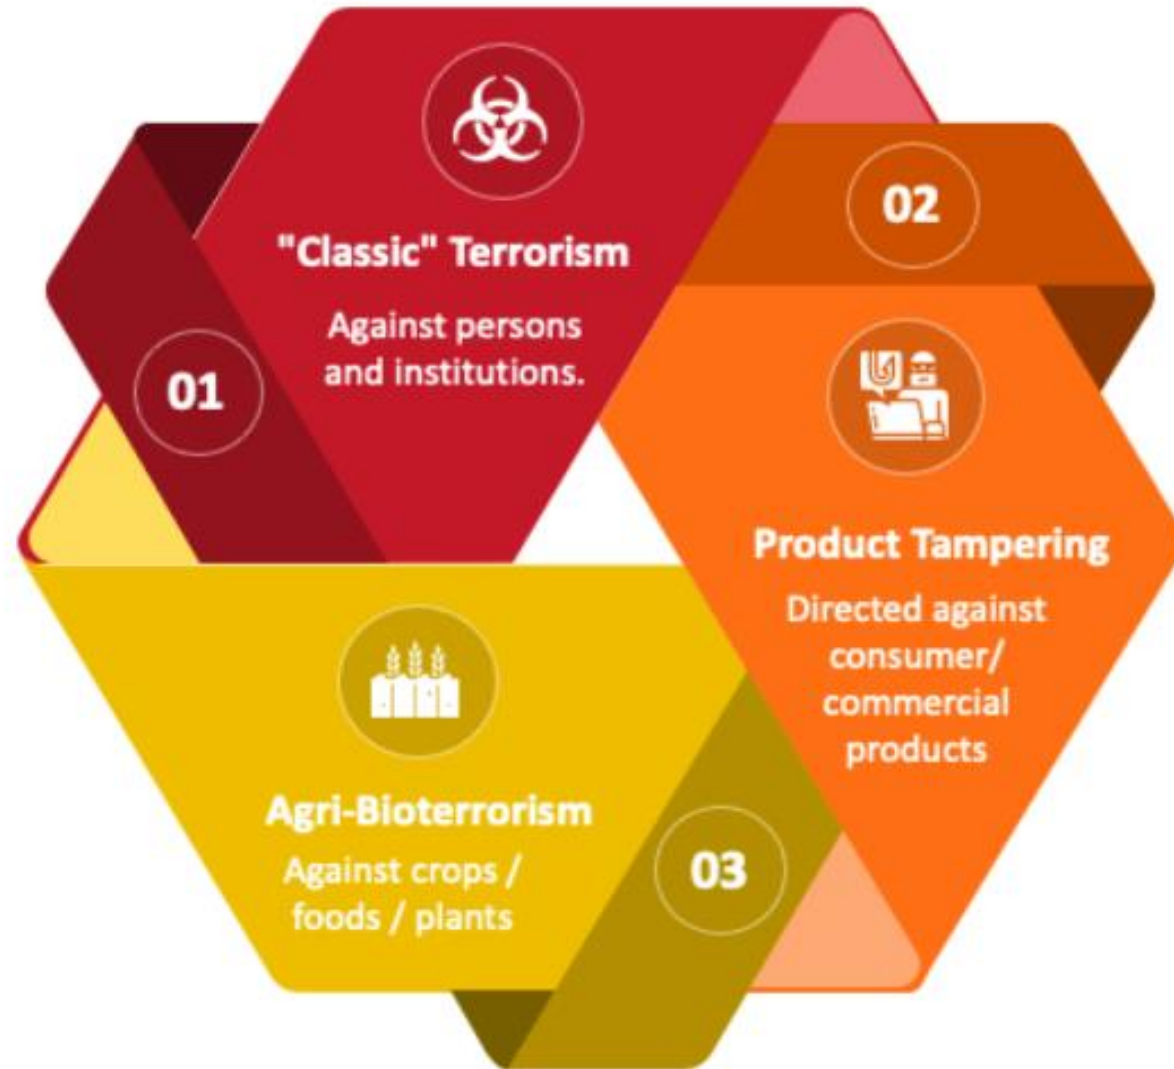 01
"Classic" Terrorism
Against persons
and institutions.
02
Product Tampering
Directed against
consumer/
commercial
products
03
Agri-Bioterrorism
Against crops /
foods / plants